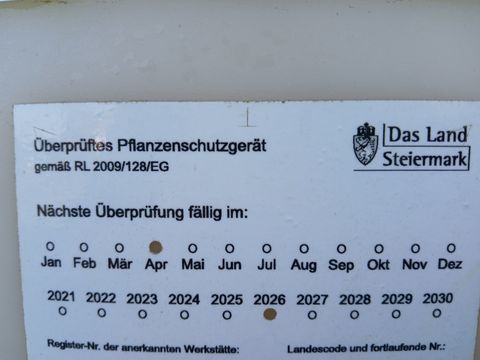 Überprüftes Pflanzenschutzgerät
gemäß RL 2009/128/EG
Das Land
Steiermark
Nächste Überprüfung fällig im:
Jan Feb Mär Apr Mai Jun Jul Aug Sep Okt Nov Dez
2021 2022 2023 2024 2025 2026 2027 2028 2029 2030
Register-Nr. der anerkannten Werkstätte: Landescode und fortlaufende Nr.: